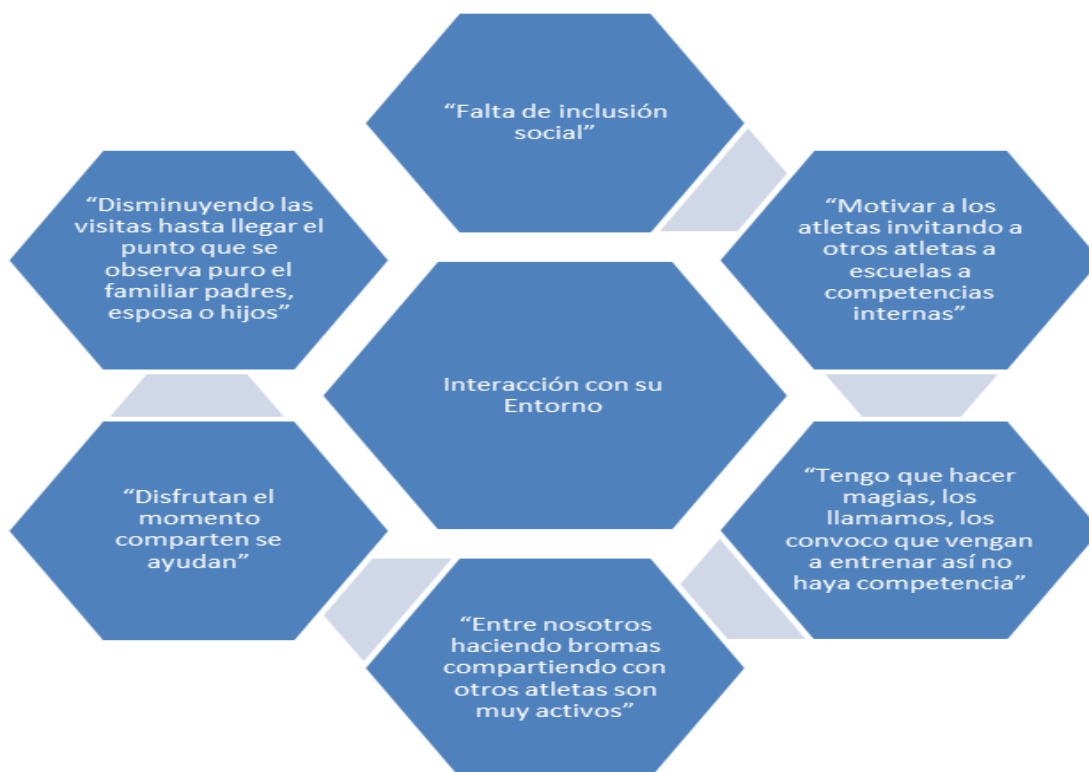 “Falta de inclusión
social”
“Motivar a los
atletas invitando a
otros atletas a
escuelas a
competencias
internas”
“Tengo que hacer
magias, los
llamamos, los
convoco que vengan
a entrenar así no
haya competencia”
“Entre nosotros
haciendo bromas
compartiendo con
otros atletas son
muy activos”
“Disfrutan el
momento
comparten se
ayudan”
“Disminuyendo las
visitas hasta llegar el
punto que se
observa puro el
familiar padres,
esposa o hijos”
Interacción con su
Entorno